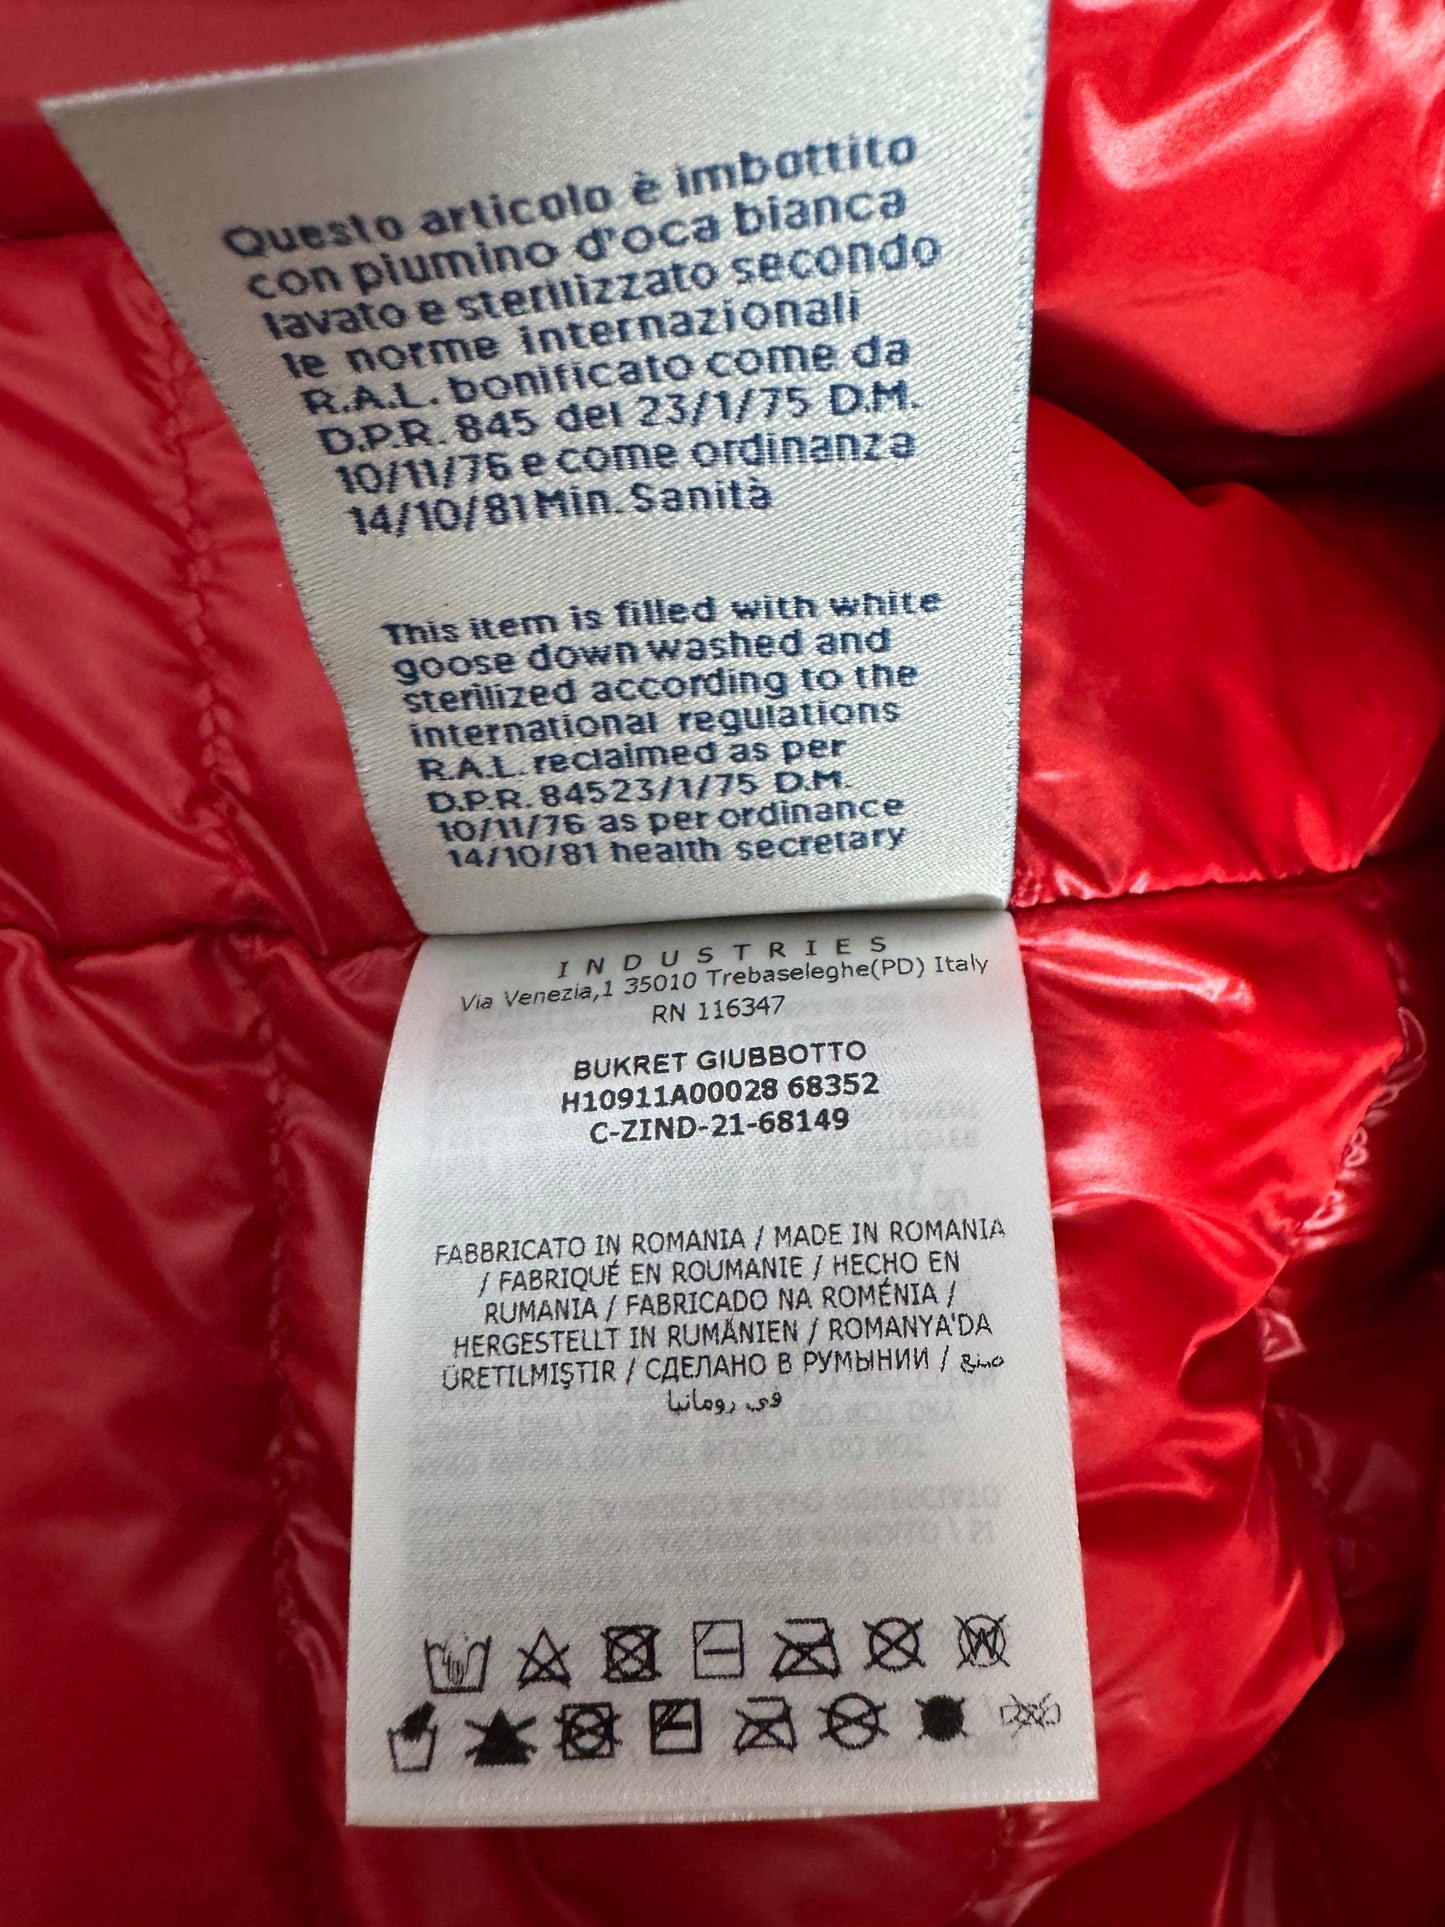 Questo articolo è imbottito
con piumino d'oca bianca
lavato e sterilizzato secondo
le norme internazionali
R.A.L. bonificato come da
D.P.R. 845 del 23/1/75 D.M.
10/11/76 e come ordinanza
14/10/81 Min. Sanità
This item is filled with white
goose down washed and
sterilized according to the
international regulations
R.A.L. reclaimed as per
D.P.R. 84523/1/75 D.M.
10/11/76 as per ordinance
14/10/81 health secretary
INDUSTRIES
Via Venezia,1 35010 Trebaseleghe(PD) Italy
RN 116347
BUKRET GIUBBOTTO
H10911A00028 68352
C-ZIND-21-68149
FABBRICATO IN ROMANIA / MADE IN ROMANIA
/ FABRIQUÉ EN ROUMANIE / HECHO EN
RUMANIA / FABRICADO NA ROMÉNIA /
HERGESTELLT IN RUMÄNIEN / ROMANYA'DA
ÜRETILMIŞTIR / СДЕЛАНО В РУМЫНИИ / صنع
في رومانيا